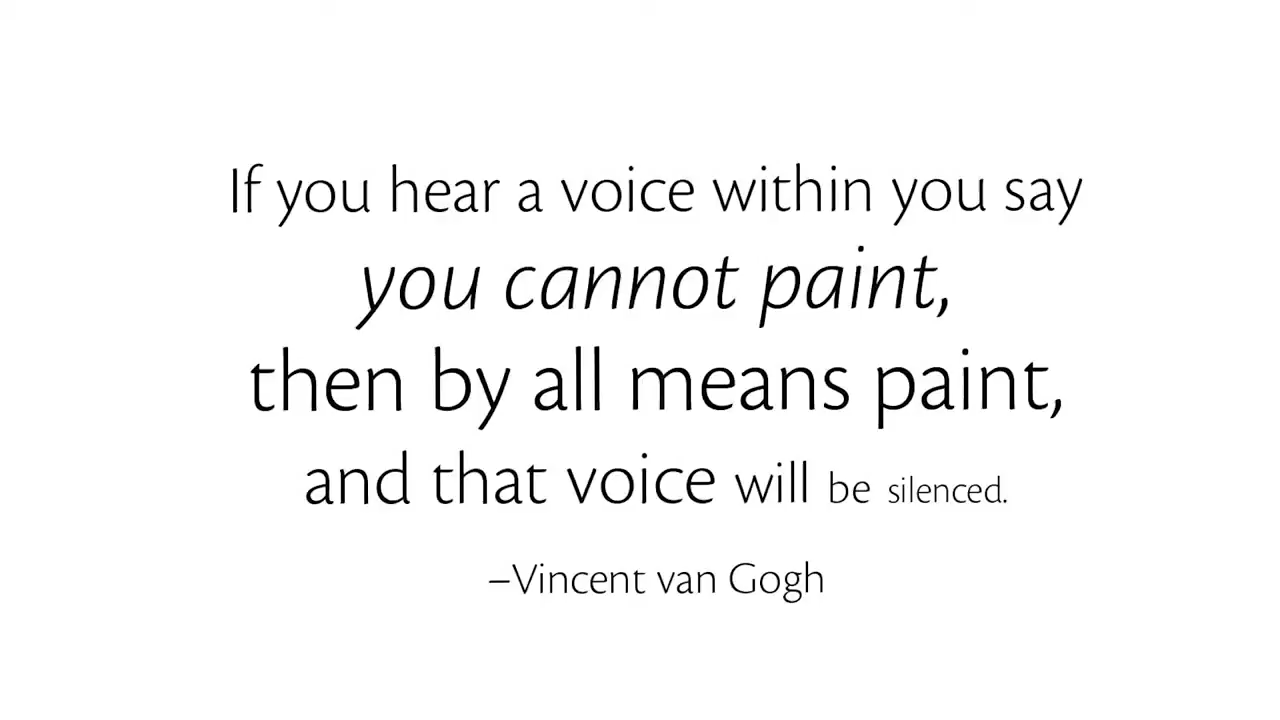 If you hear a voice within you say
you cannot paint,
then by all means paint,
and that voice will be silenced.
–Vincent van Gogh